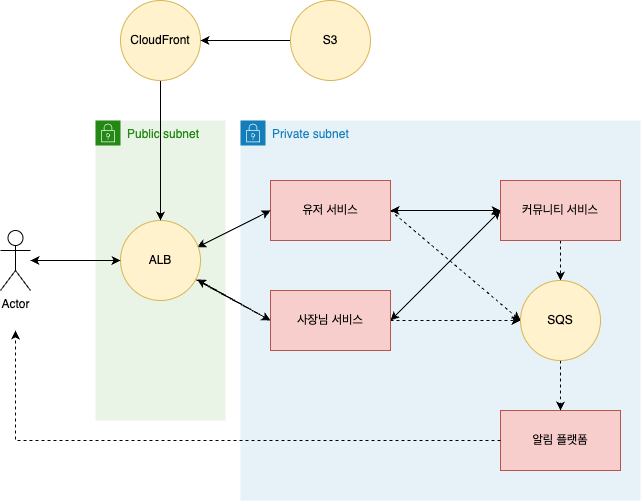 CloudFront
S3
Public subnet
Private subnet
유저 서비스
커뮤니티 서비스
ALB
Actor
사장님 서비스
SQS
알림 플랫폼